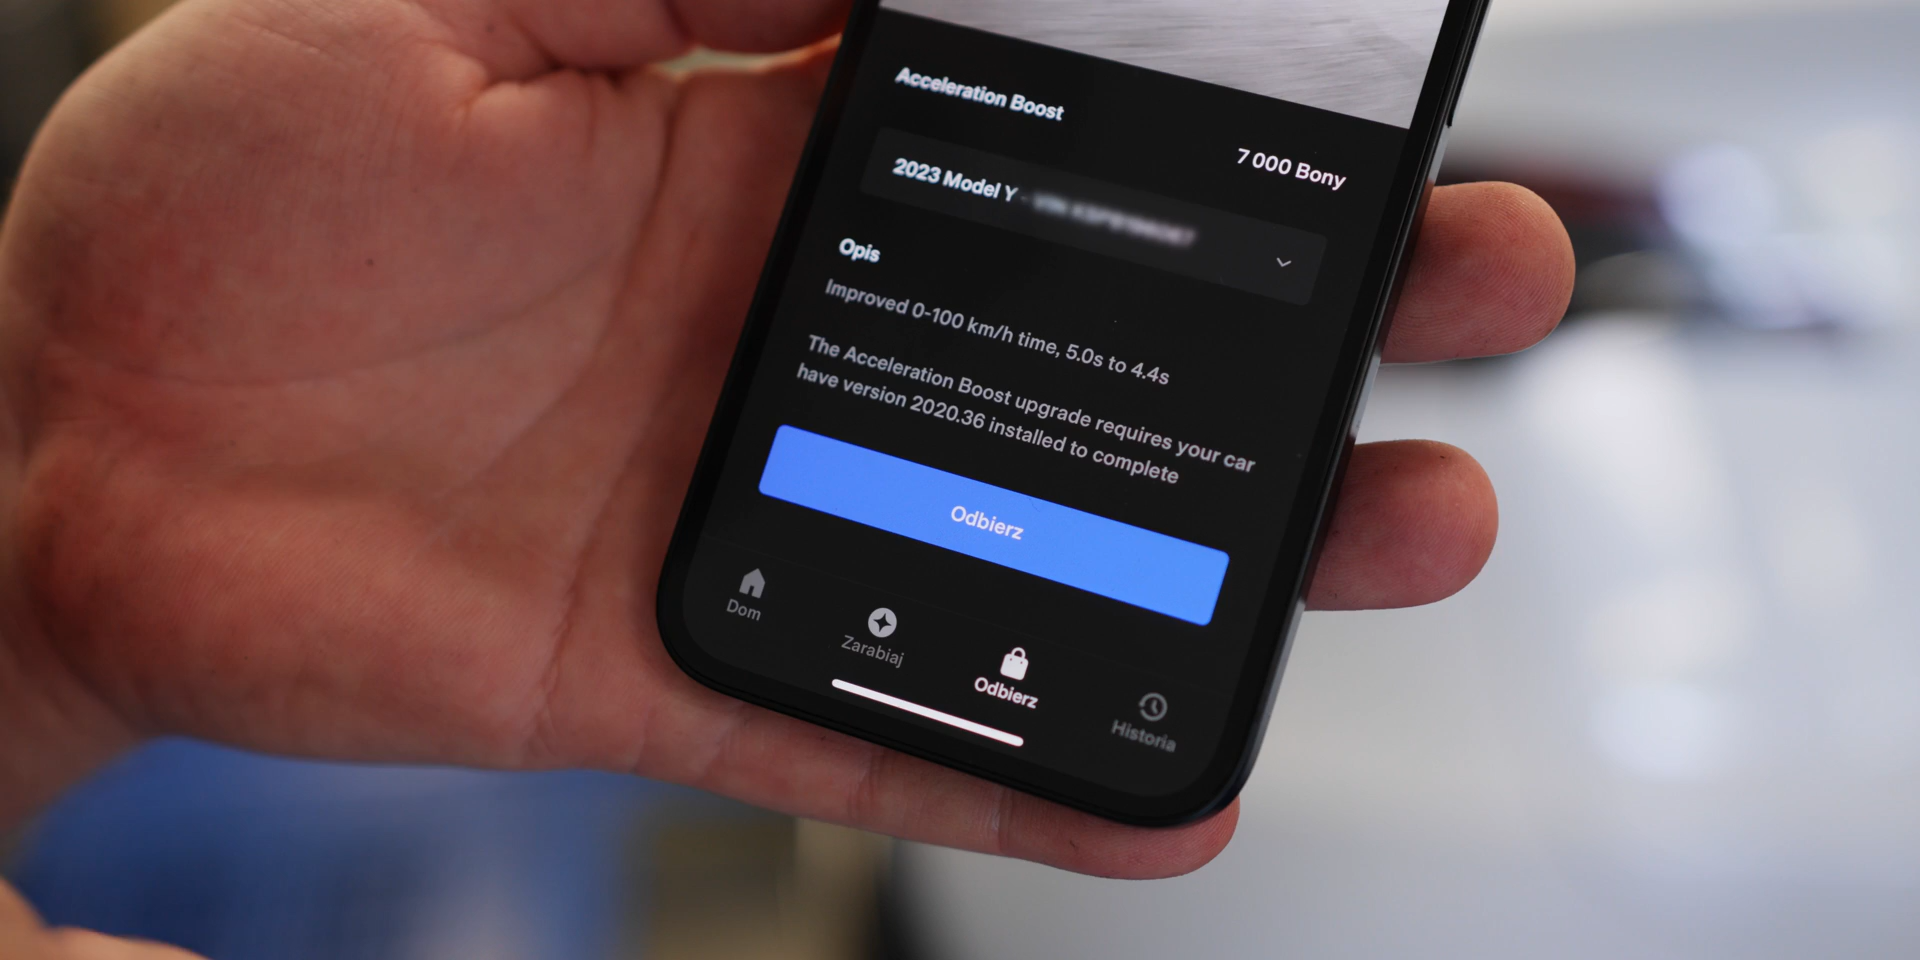 Acceleration Boost
7 000 Bony
2023 Model Y -
Opis
Improved 0-100 km/h time, 5.0s to 4.4s
The Acceleration Boost upgrade requires your car
have version 2020.36 installed to complete
Odbierz
Dom
Zarabiaj
Odbierz
Historia